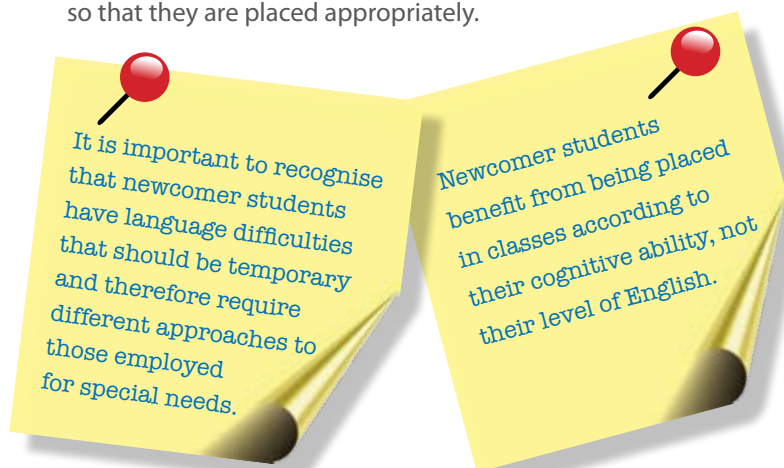 so that they are placed appropriately.
It is important to recognise
that newcomer students
have language difficulties
that should be temporary
and therefore require
different approaches to
those employed
for special needs.
Newcomer students
benefit from being placed
in classes according to
their cognitive ability, not
their level of English.